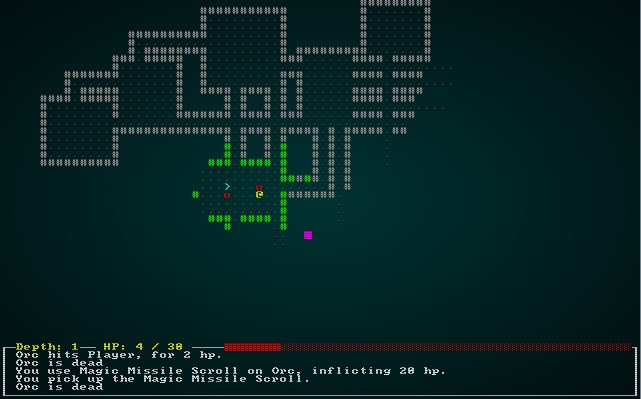 Depth: 1 HP: 4 / 30
Orc hits Player, for 2 hp.
Orc is dead
You use Magic Missile Scroll on Orc, inflicting 20 hp.
You pick up the Magic Missile Scroll.
Orc is dead